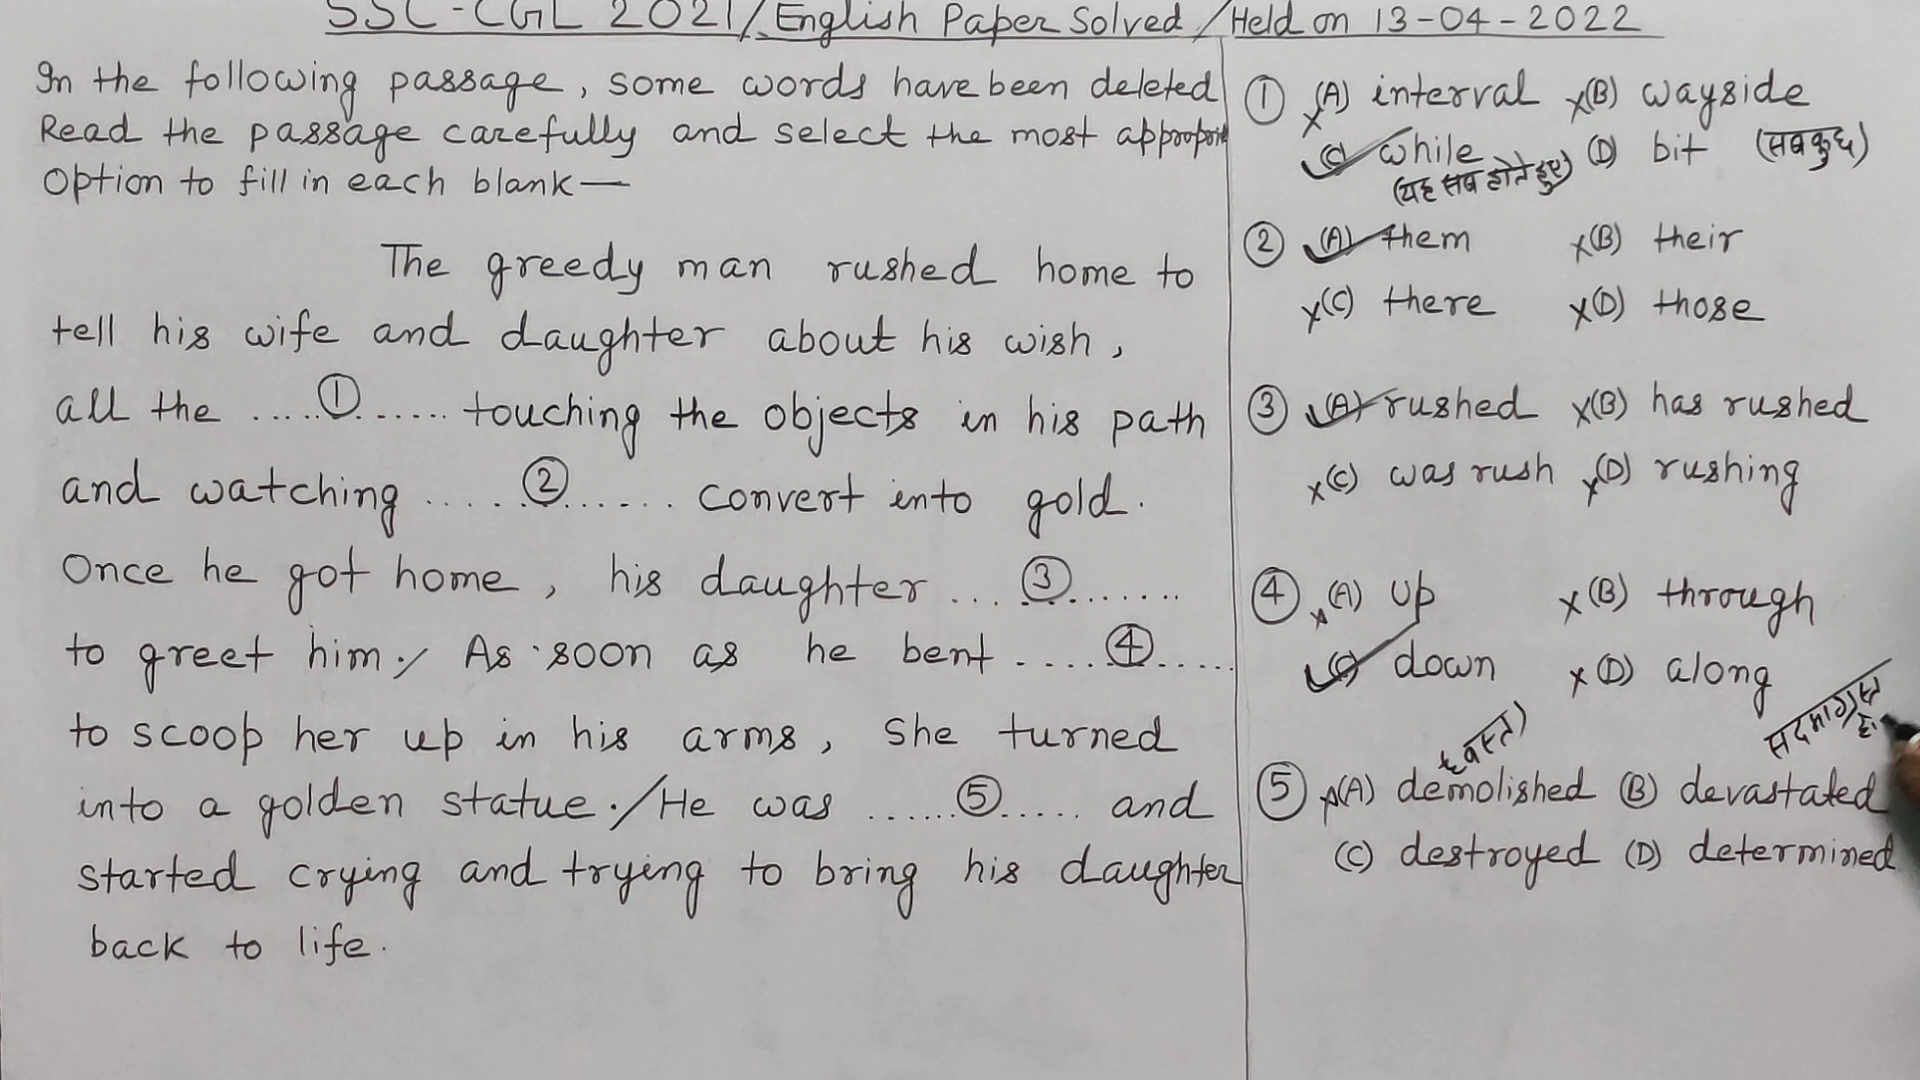 SSC-CGL 2021/English Paper Solved/Held on 13-04-2022
In the following passage, some words have been deleted
Read the passage carefully and select the most
Option to fill in each blank—
The greedy man rushed home to
tell his wife and daughter about his wish,
all the .....①...... touching the objects in his path
and watching .....②...... convert into gold.
Once he got home, his daughter ....③.......
to greet him./ As soon as he bent ....④.....
to scoop her up in his arms, She turned
into a golden statue./He was ......⑤..... and
started crying and trying to bring his daughter
back to life.
① x(A) interval x(B) wayside
(C) while (D) bit (सब कुछ)
(यह सब होते हुए)
② (A) them x(B) their
x(C) there x(D) those
③ (A) rushed x(B) has rushed
x(C) was rush x(D) rushing
④ x(A) up x(B) through
(C) down x(D) along
(ध्वस्त) सदमाग्रस्त
⑤ x(A) demolished (B) devastated
(C) destroyed (D) determined